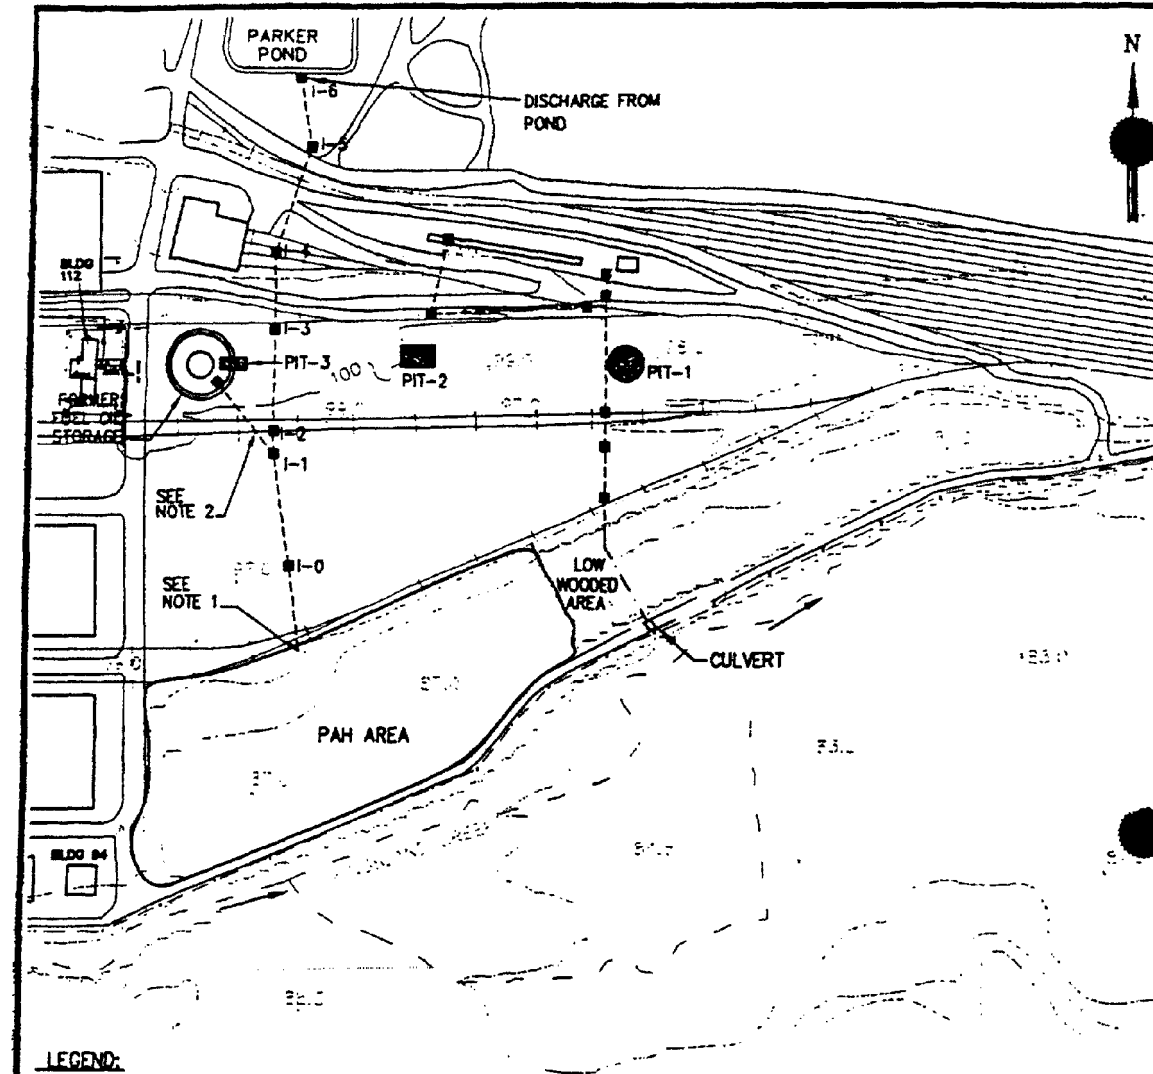 PARKER
POND
N
I-6
DISCHARGE FROM
POND
I-5
BLDG
112
I-3
PIT-3
100
PIT-2
PIT-1
FORMER
FUEL OIL
STORAGE
I-2
I-1
SEE
NOTE 2
I-0
LOW
WOODED
AREA
SEE
NOTE 1
CULVERT
PAH AREA
BLDG 84
LEGEND: